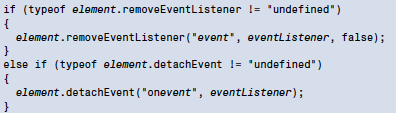 if (typeof element.removeEventListener != "undefined")
{
  element.removeEventListener("event", eventListener, false);
}
else if (typeof element.detachEvent != "undefined")
{
  element.detachEvent("onevent", eventListener);
}